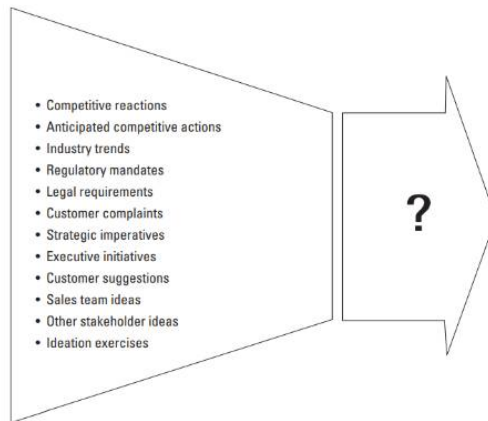 • Competitive reactions
• Anticipated competitive actions
• Industry trends
• Regulatory mandates
• Legal requirements
• Customer complaints
• Strategic imperatives
• Executive initiatives
• Customer suggestions
• Sales team ideas
• Other stakeholder ideas
• Ideation exercises
?